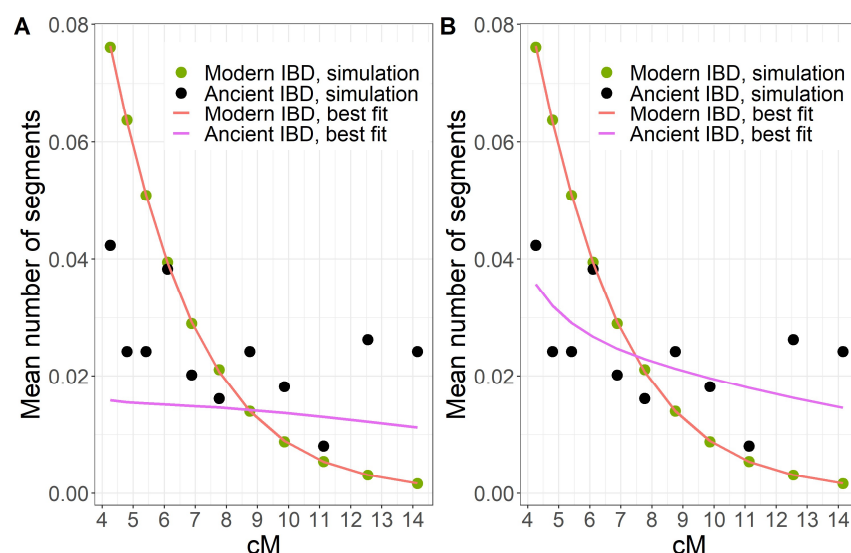 A
Mean number of segments
0.08
0.06
0.04
0.02
0.00
Modern IBD, simulation
Ancient IBD, simulation
Modern IBD, best fit
Ancient IBD, best fit
4 5 6 7 8 9 10 11 12 13 14
cM
B
Mean number of segments
0.08
0.06
0.04
0.02
0.00
Modern IBD, simulation
Ancient IBD, simulation
Modern IBD, best fit
Ancient IBD, best fit
4 5 6 7 8 9 10 11 12 13 14
cM